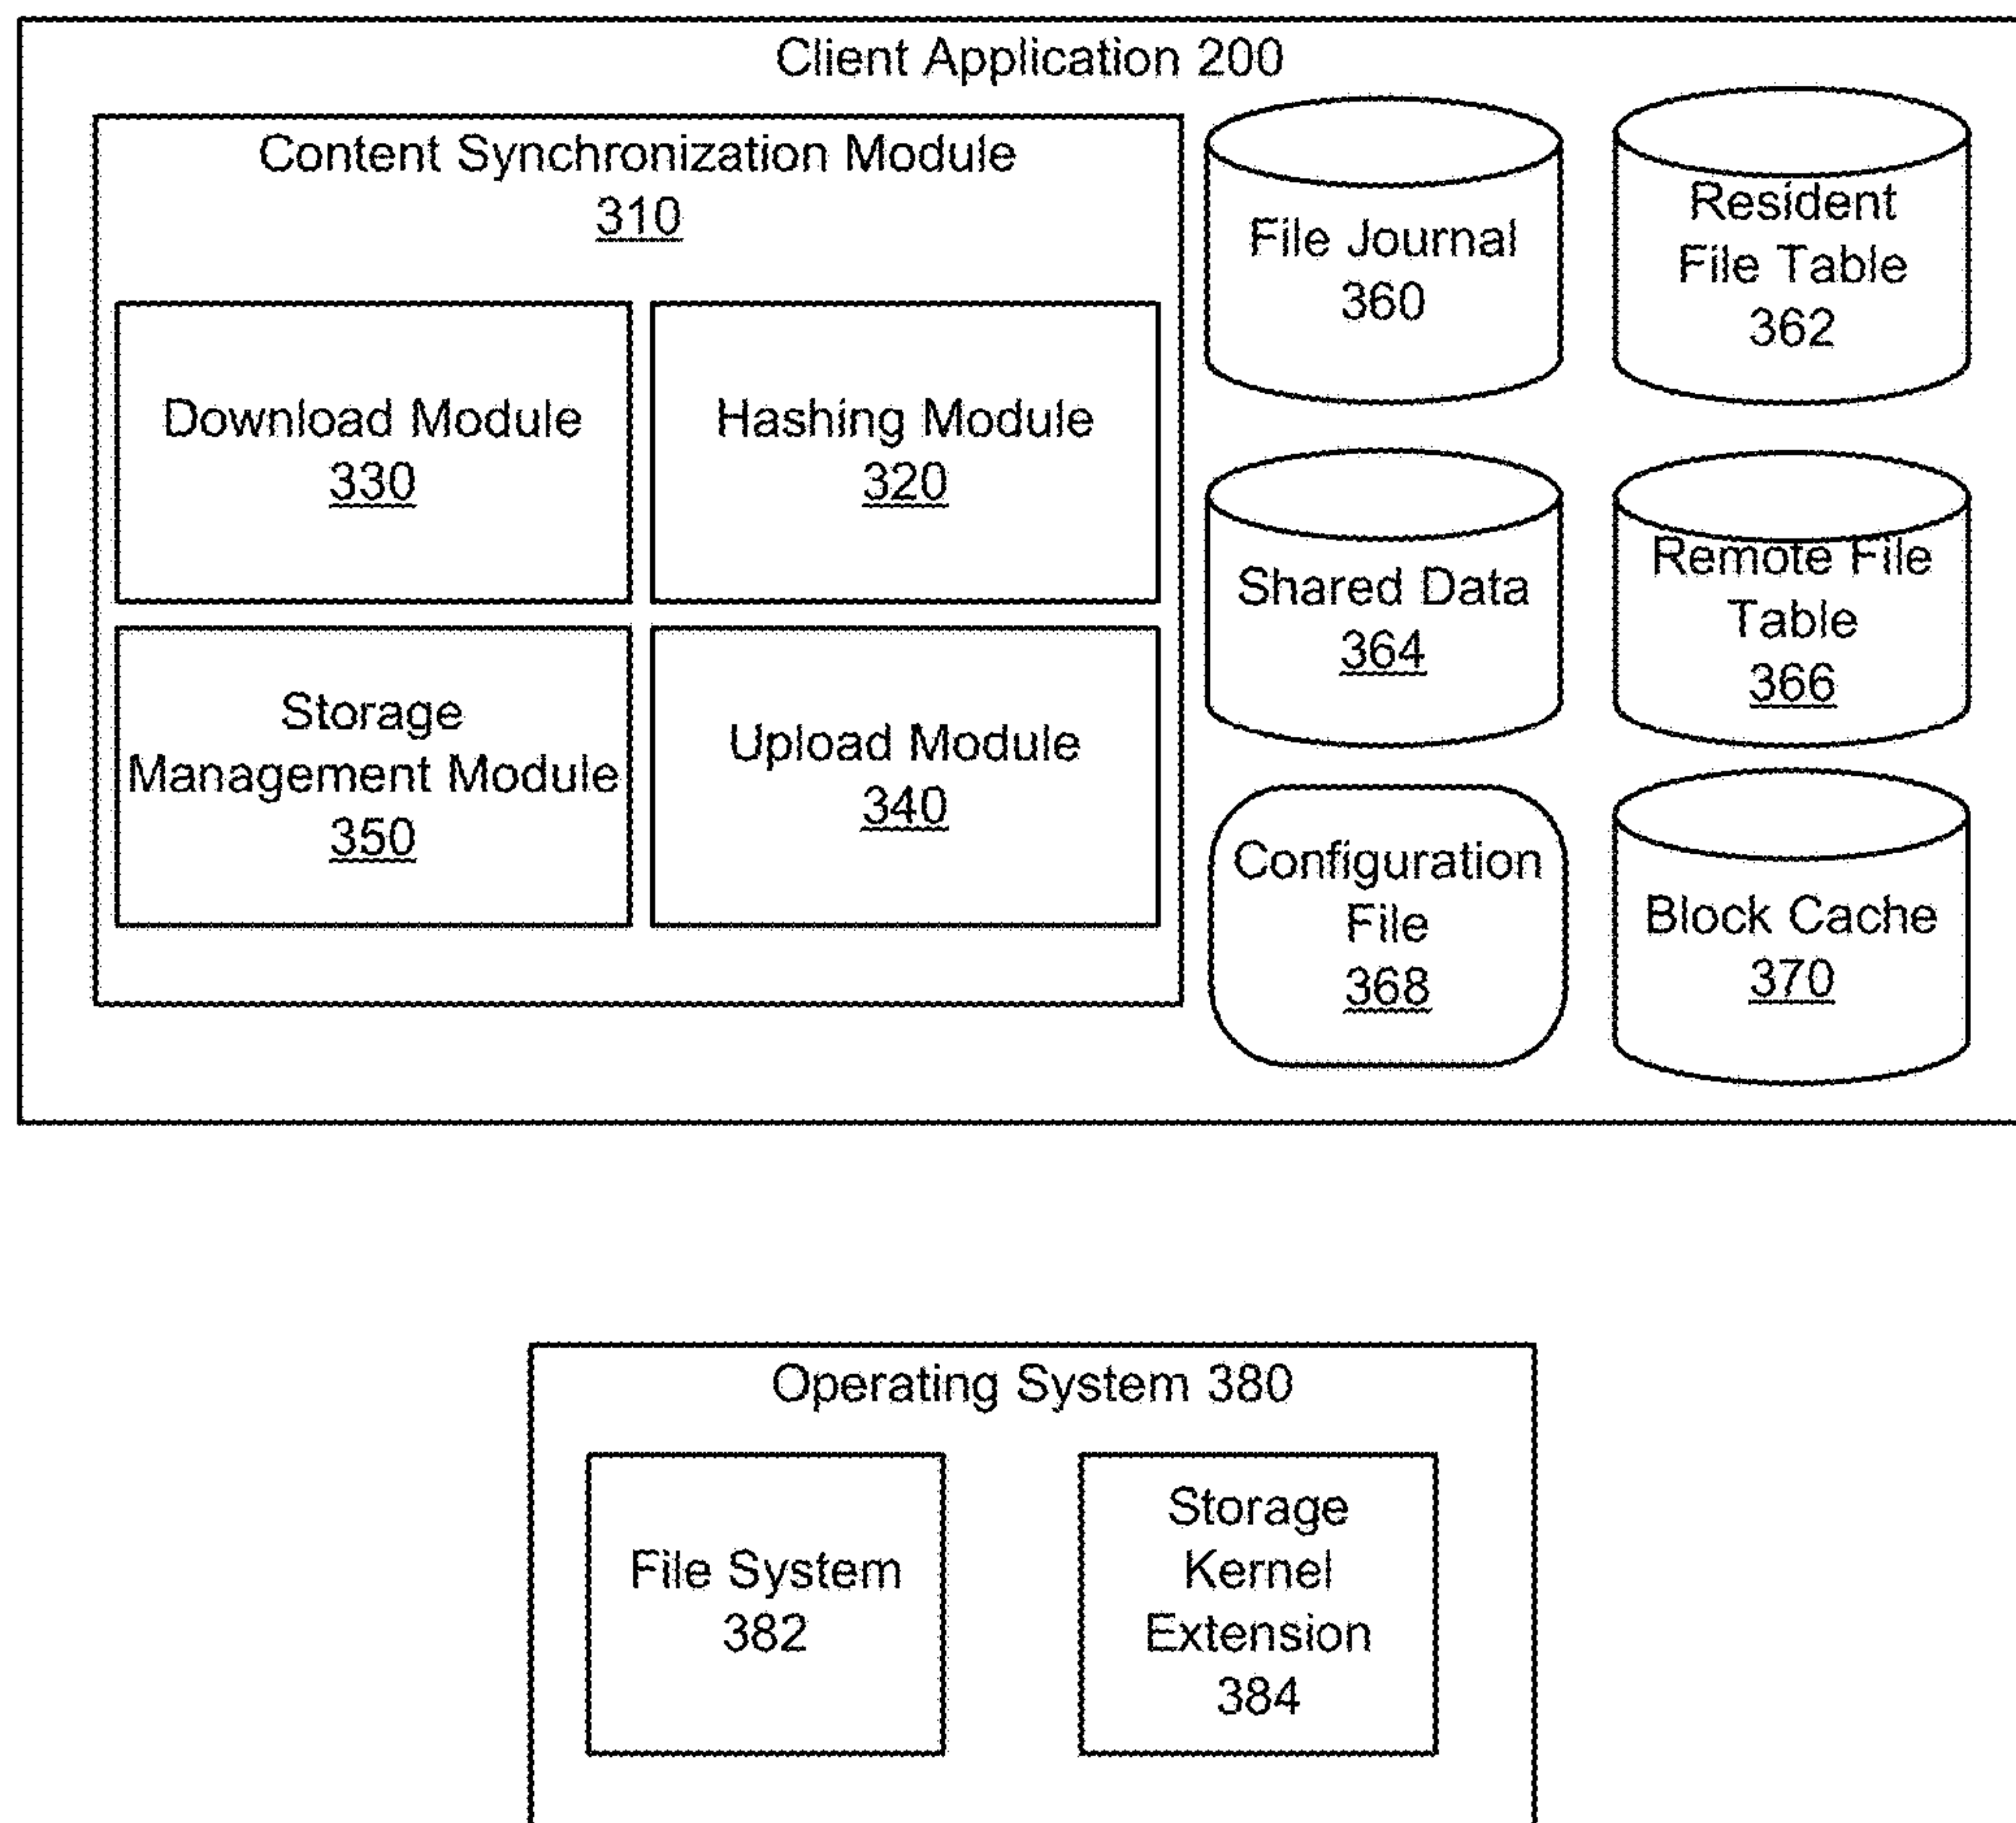 Client Application 200
Content Synchronization Module
310
Download Module
330
Hashing Module
320
Storage
Management Module
350
Upload Module
340
File Journal
360
Resident
File Table
362
Shared Data
364
Remote File
Table
366
Configuration
File
368
Block Cache
370
Operating System 380
File System
382
Storage
Kernel
Extension
384